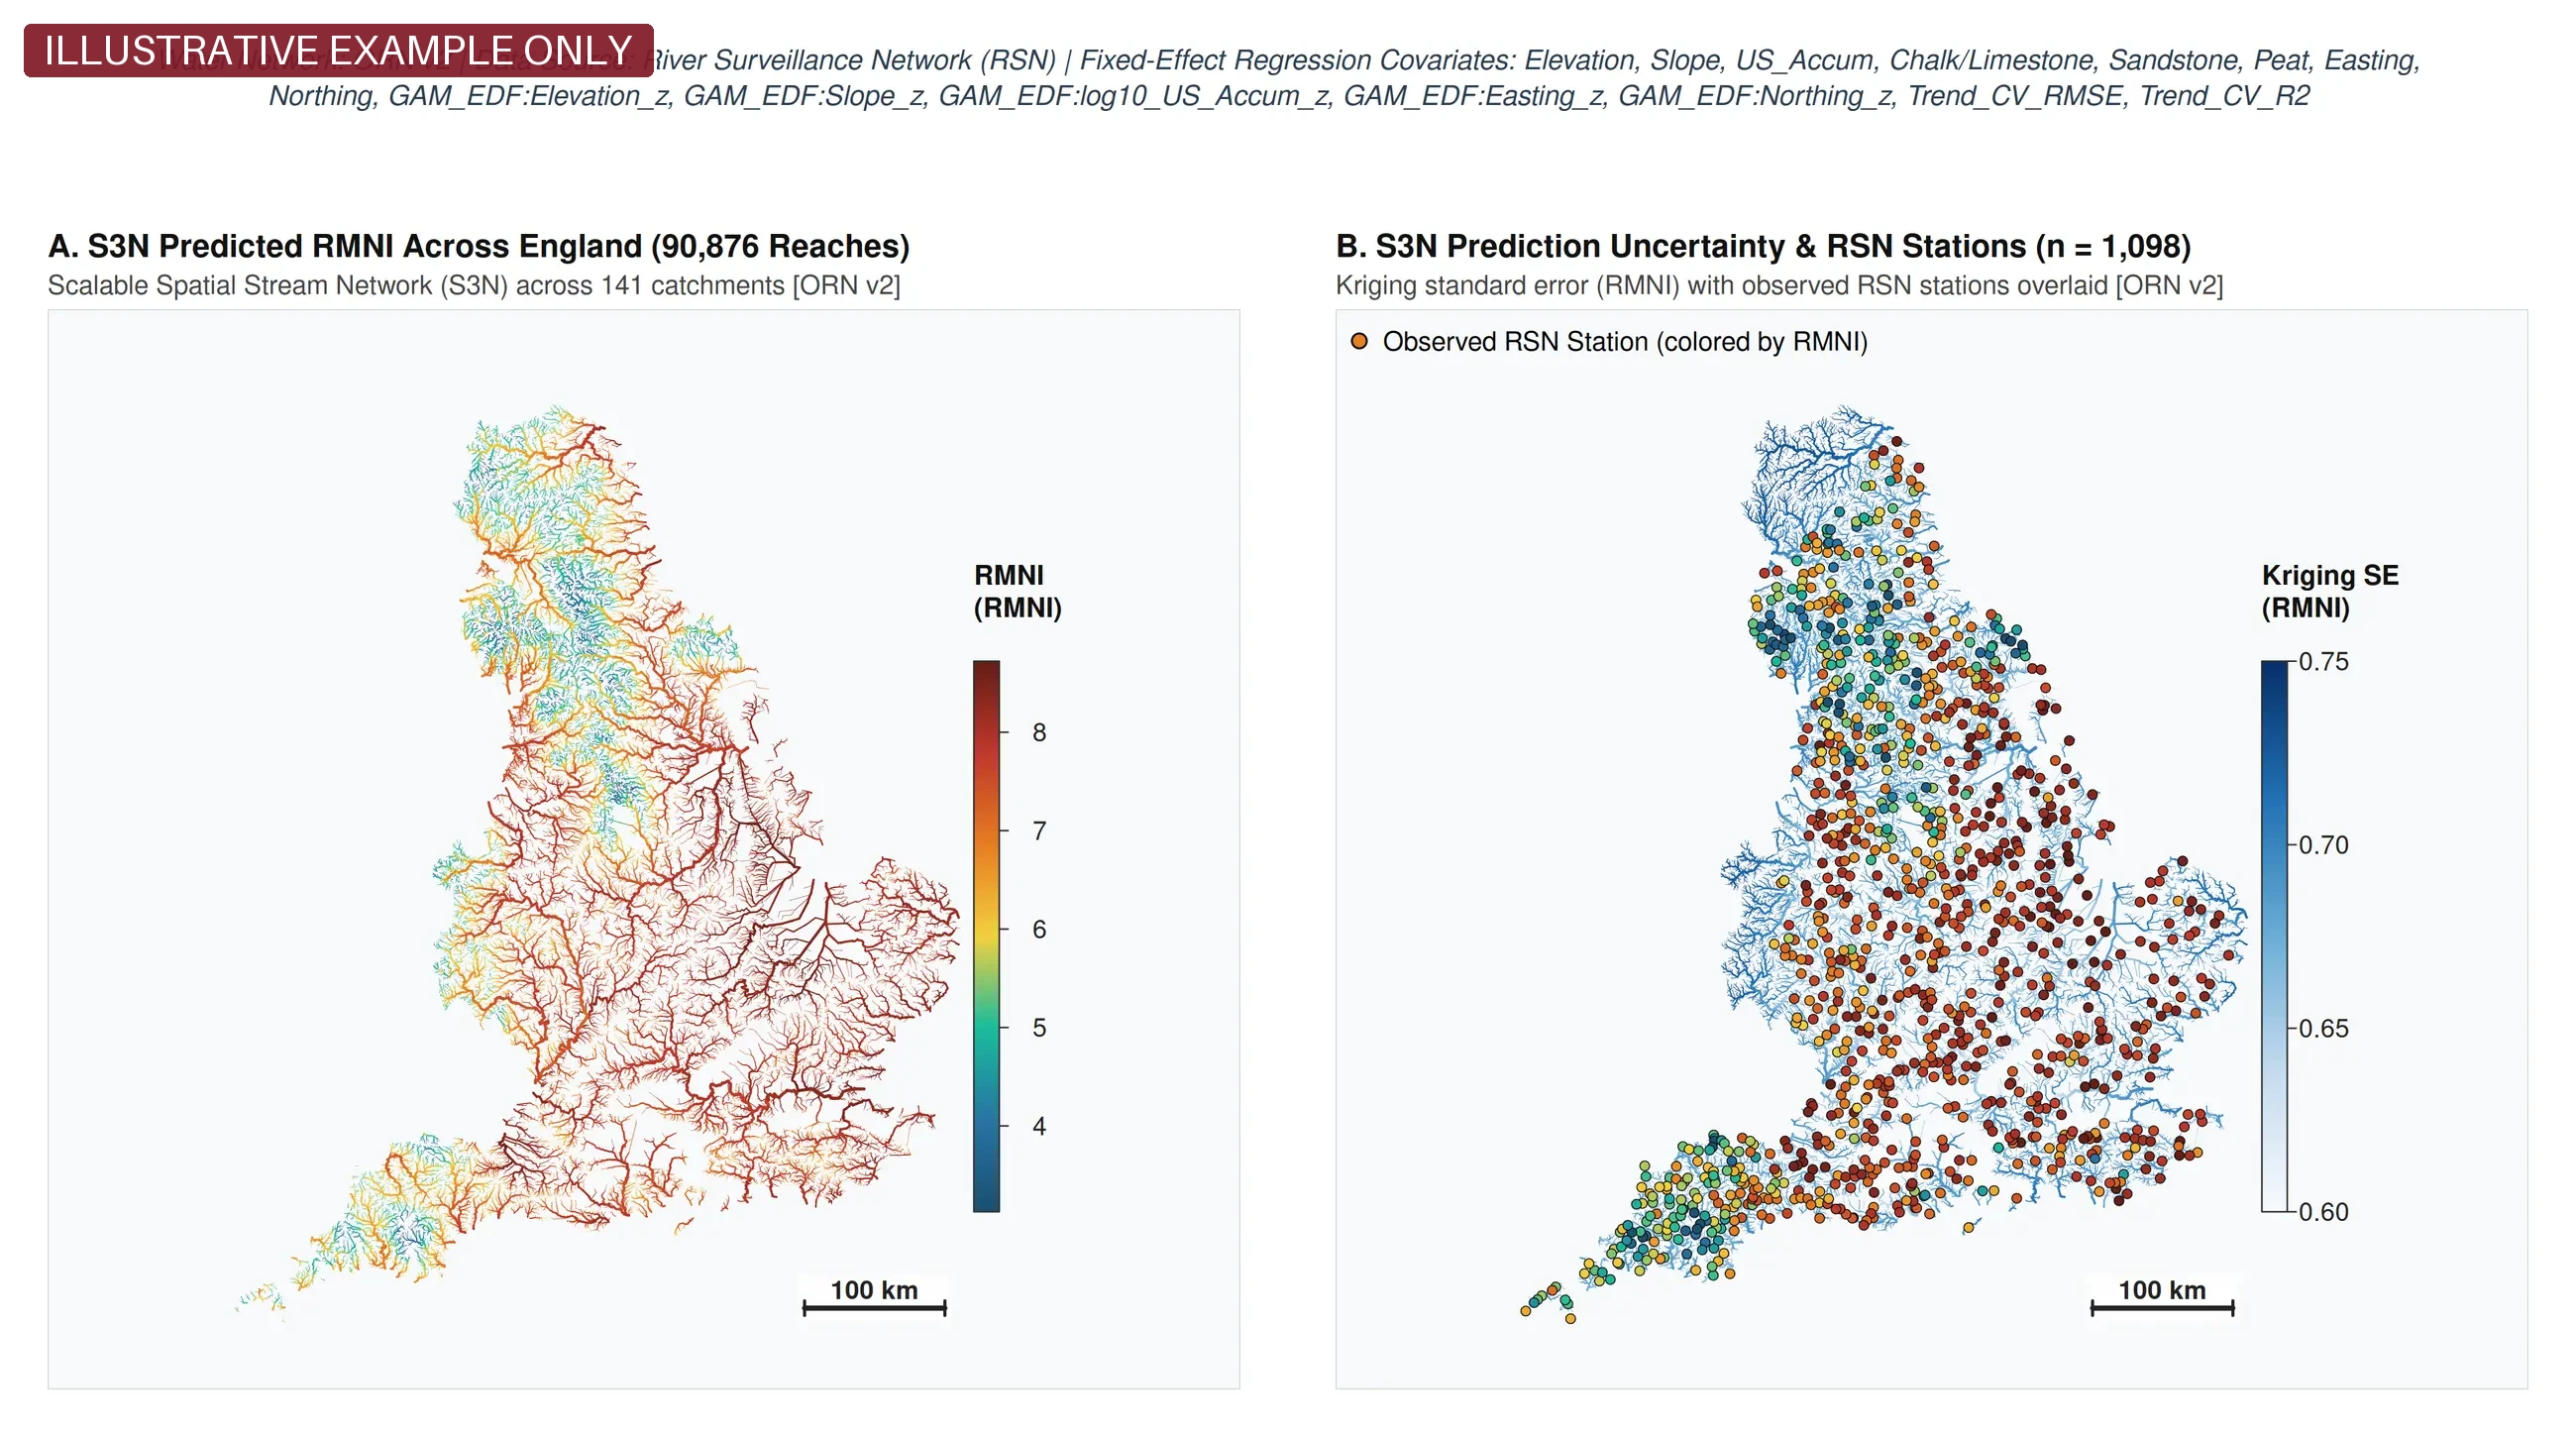 ILLUSTRATIVE EXAMPLE ONLY
River Surveillance Network (RSN) | Fixed-Effect Regression Covariates: Elevation, Slope, US_Accum, Chalk/Limestone, Sandstone, Peat, Easting,
Northing, GAM_EDF:Elevation_z, GAM_EDF:Slope_z, GAM_EDF:log10_US_Accum_z, GAM_EDF:Easting_z, GAM_EDF:Northing_z, Trend_CV_RMSE, Trend_CV_R2
A. S3N Predicted RMNI Across England (90,876 Reaches)
Scalable Spatial Stream Network (S3N) across 141 catchments [ORN v2]
RMNI
(RMNI)
8
7
6
5
4
100 km
B. S3N Prediction Uncertainty & RSN Stations (n = 1,098)
Kriging standard error (RMNI) with observed RSN stations overlaid [ORN v2]
Observed RSN Station (colored by RMNI)
Kriging SE
(RMNI)
0.75
0.70
0.65
0.60
100 km